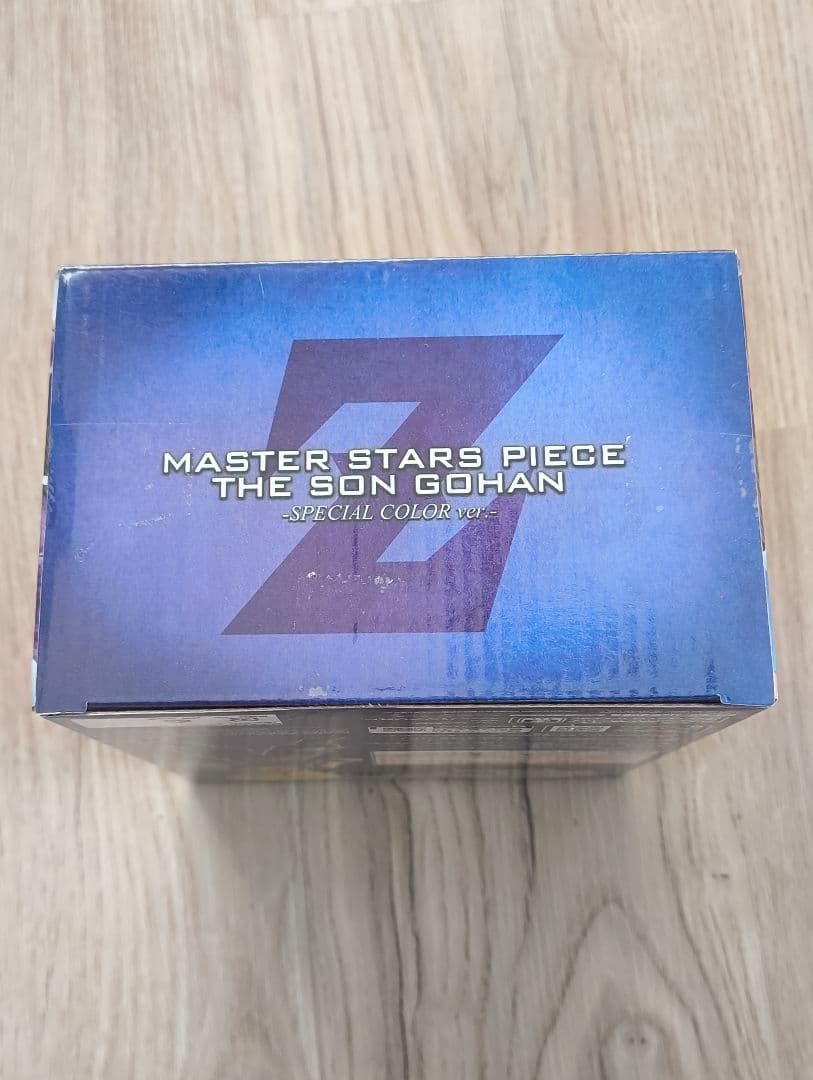 Z
MASTER STARS PIECE
THE SON GOHAN
-SPECIAL COLOR ver.-